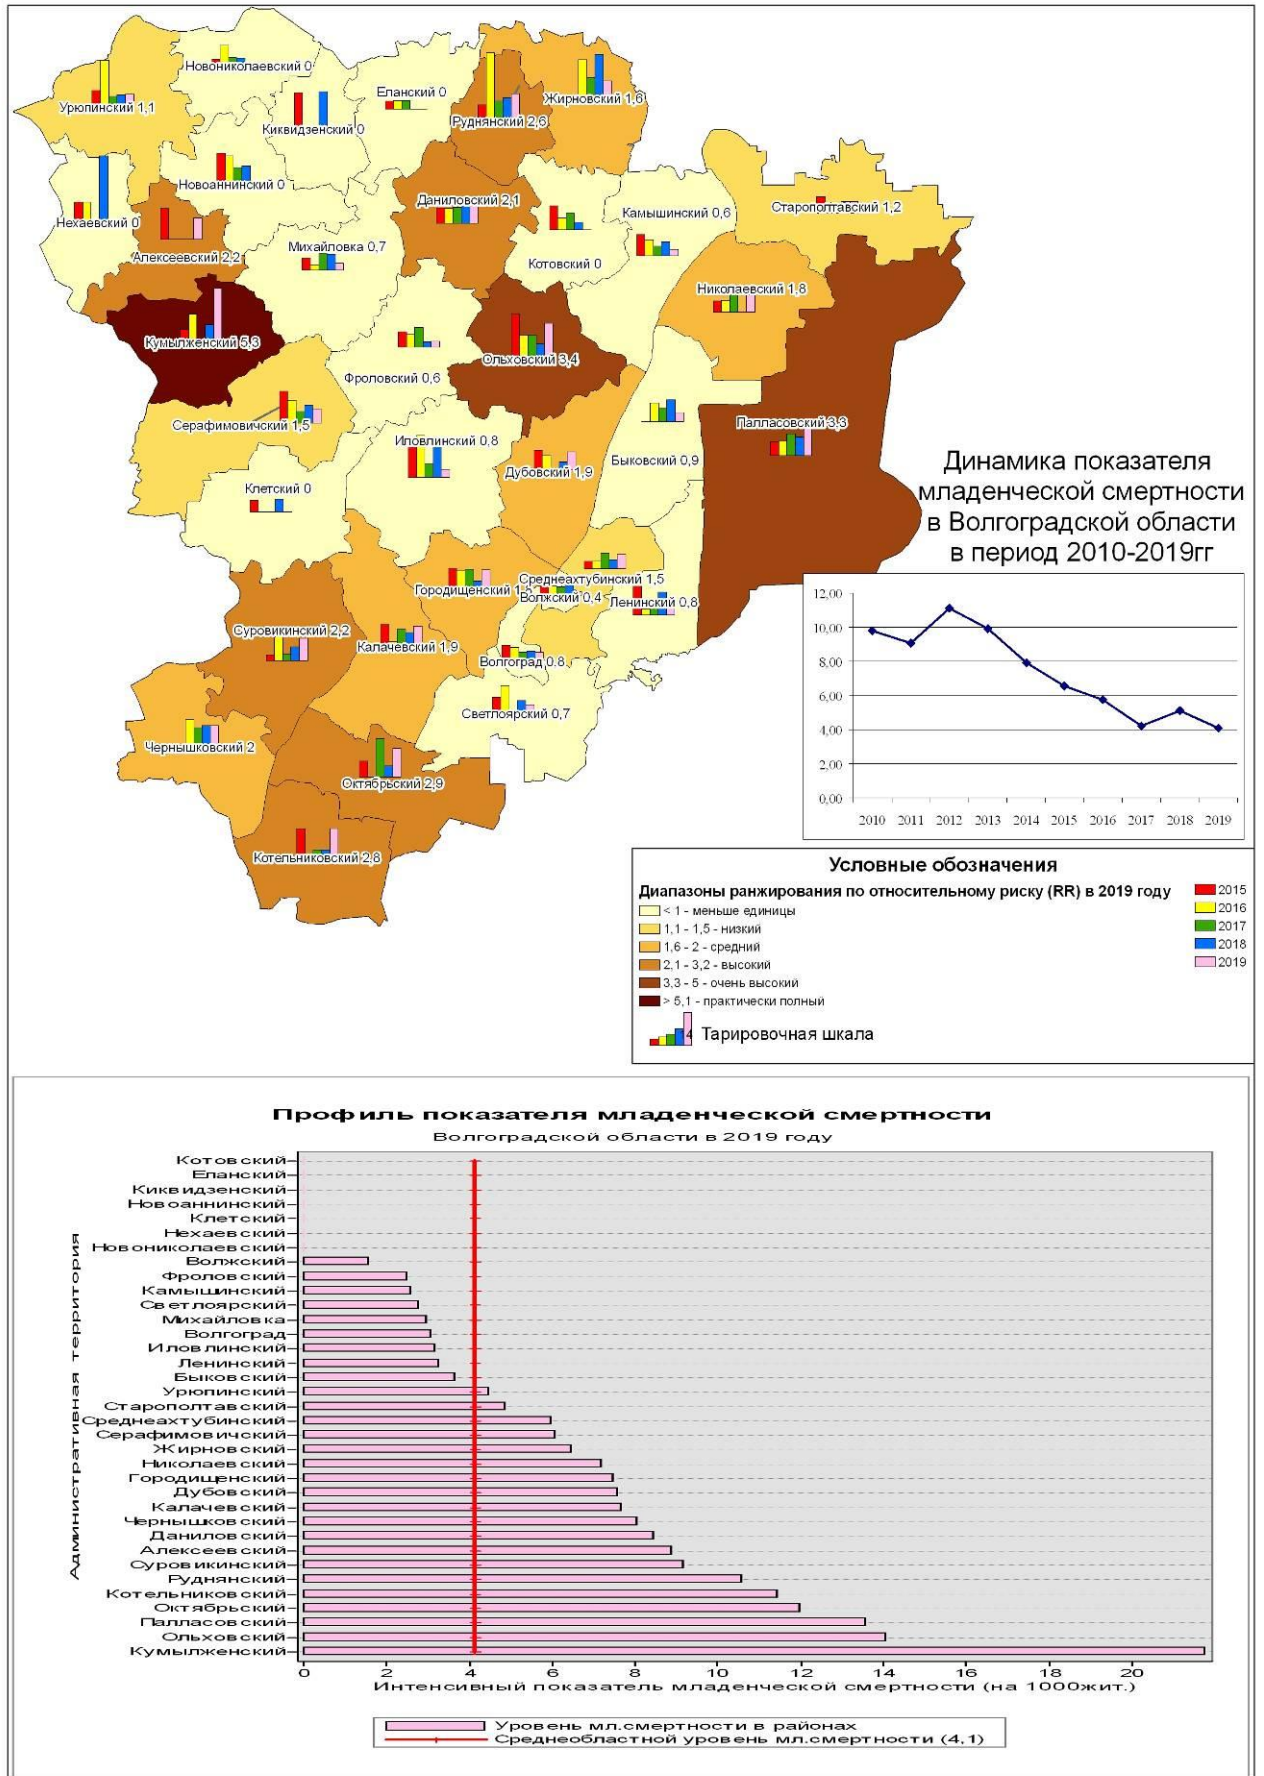 Новониколаевский 0
Урюпинский 1,1
Киквидзенский 0
Еланский 0
Руднянский 2,6
Жирновский 1,6
Новоаннинский 0
Нехаевский 0
Алексеевский 2,2
Даниловский 2,1
Котовский 0
Камышинский 0,6
Старополтавский 1,2
Михайловка 0,7
Николаевский 1,8
Кумылженский 5,3
Фроловский 0,6
Ольховский 3,4
Серафимовичский 1,5
Палласовский 3,3
Иловлинский 0,8
Дубовский 1,9
Быковский 0,9
Клетский 0
Городищенский
Среднеахтубинский 1,5
Волжский 0,4
Ленинский 0,8
Суровикинский 2,2
Калачевский 1,9
Волгоград 0,8
Светлоярский 0,7
Чернышковский 2
Октябрьский 2,9
Котельниковский 2,8
Динамика показателя
младенческой смертности
в Волгоградской области
в период 2010-2019гг
12,00
10,00
8,00
6,00
4,00
2,00
0,00
2010 2011 2012 2013 2014 2015 2016 2017 2018 2019
Условные обозначения
Диапазоны ранжирования по относительному риску (RR) в 2019 году
< 1 - меньше единицы
1,1 - 1,5 - низкий
1,6 - 2 - средний
2,1 - 3,2 - высокий
3,3 - 5 - очень высокий
> 5,1 - практически полный
14 Тарировочная шкала
2015
2016
2017
2018
2019
Профиль показателя младенческой смертности
Волгоградской области в 2019 году
Административная территория
Котовский
Еланский
Киквидзенский
Новоаннинский
Клетский
Нехаевский
Новониколаевский
Волжский
Фроловский
Камышинский
Светлоярский
Михайловка
Волгоград
Иловлинский
Ленинский
Быковский
Урюпинский
Старополтавский
Среднеахтубинский
Серафимовичский
Жирновский
Николаевский
Городищенский
Дубовский
Калачевский
Чернышковский
Даниловский
Алексеевский
Суровикинский
Руднянский
Котельниковский
Октябрьский
Палласовский
Ольховский
Кумылженский
0 2 4 6 8 10 12 14 16 18 20
Интенсивный показатель младенческой смертности (на 1000жит.)
Уровень мл.смертности в районах
Среднеобластной уровень мл.смертности (4,1)